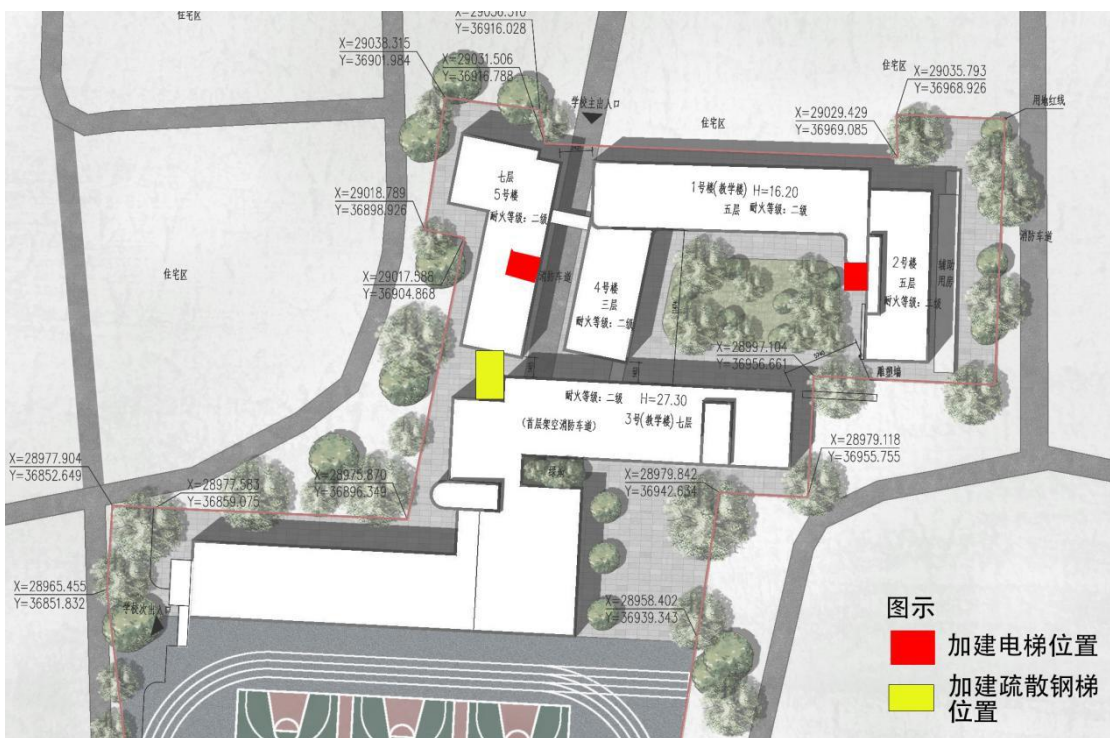 住宅区
X=29036.310
Y=36916.028
X=29038.315
Y=36901.984
X=29031.506
Y=36916.788
学校主出入口
住宅区
住宅区
X=29035.793
Y=36968.926
X=29029.429
Y=36969.085
用地红线
七层
5号楼
耐火等级：二级
1号楼(教学楼) H=16.20
五层 耐火等级：二级
X=29018.789
Y=36898.926
消防车道
2号楼
五层
耐火等级：二级
辅助用房
消防车道
住宅区
X=29017.588
Y=36904.868
4号楼
三层
耐火等级：二级
X=28997.104
Y=36956.661
雕塑墙
耐火等级：二级 H=27.30
(首层架空消防车道) 3号(教学楼)七层
X=28977.904
Y=36852.649
X=28977.583
Y=36859.075
X=28975.870
Y=36896.349
X=28979.842
Y=36942.634
X=28979.118
Y=36955.755
X=28965.455
Y=36851.832
学校次出入口
X=28958.402
Y=36939.343
图示
加建电梯位置
加建疏散钢梯
位置